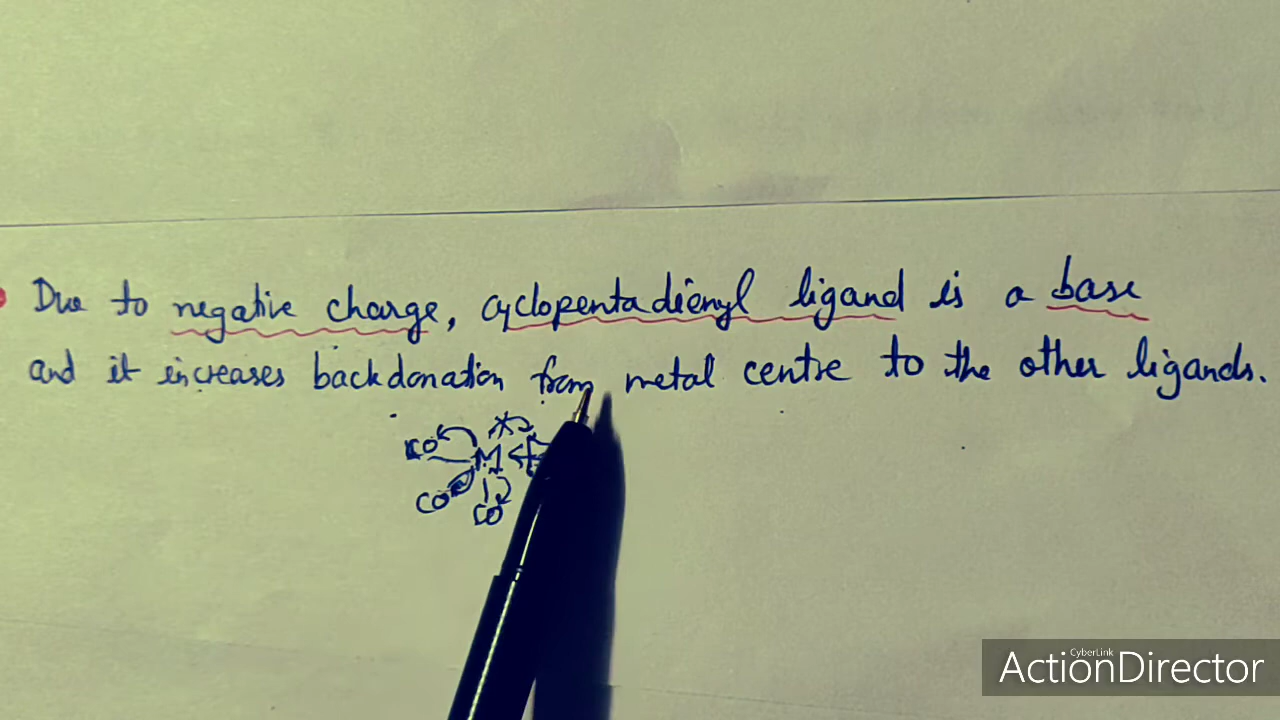 Due to negative charge, cyclopentadienyl ligand is a base
and it increases backdonation from metal centre to the other ligands.
CO M
CO CO
CyberLink
ActionDirector